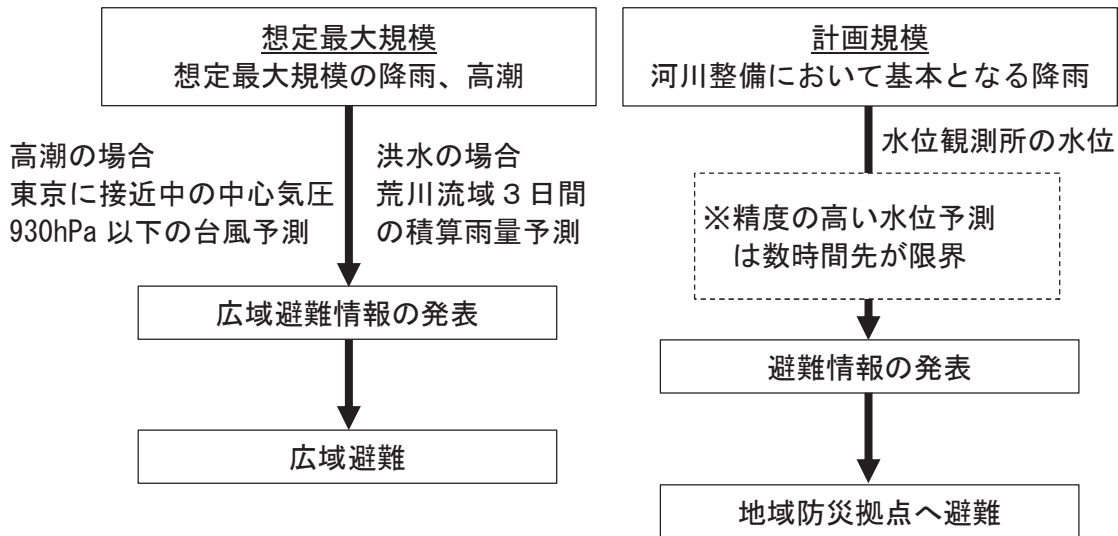 想定最大規模
想定最大規模の降雨、高潮
高潮の場合
東京に接近中の中心気圧
930hPa 以下の台風予測
洪水の場合
荒川流域３日間
の積算雨量予測
広域避難情報の発表
広域避難
計画規模
河川整備において基本となる降雨
水位観測所の水位
※精度の高い水位予測
は数時間先が限界
避難情報の発表
地域防災拠点へ避難